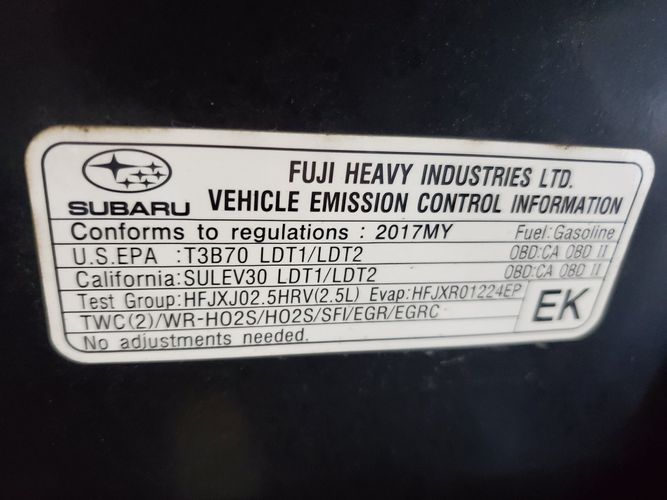 SUBARU
FUJI HEAVY INDUSTRIES LTD.
VEHICLE EMISSION CONTROL INFORMATION
Conforms to regulations : 2017MY Fuel:Gasoline
U.S.EPA :T3B70 LDT1/LDT2 OBD:CA OBD II
California:SULEV30 LDT1/LDT2 OBD:CA OBD II
Test Group:HFJXJ02.5HRV(2.5L) Evap:HFJXR01224EP
TWC(2)/WR-HO2S/HO2S/SFI/EGR/EGRC
No adjustments needed.
EK